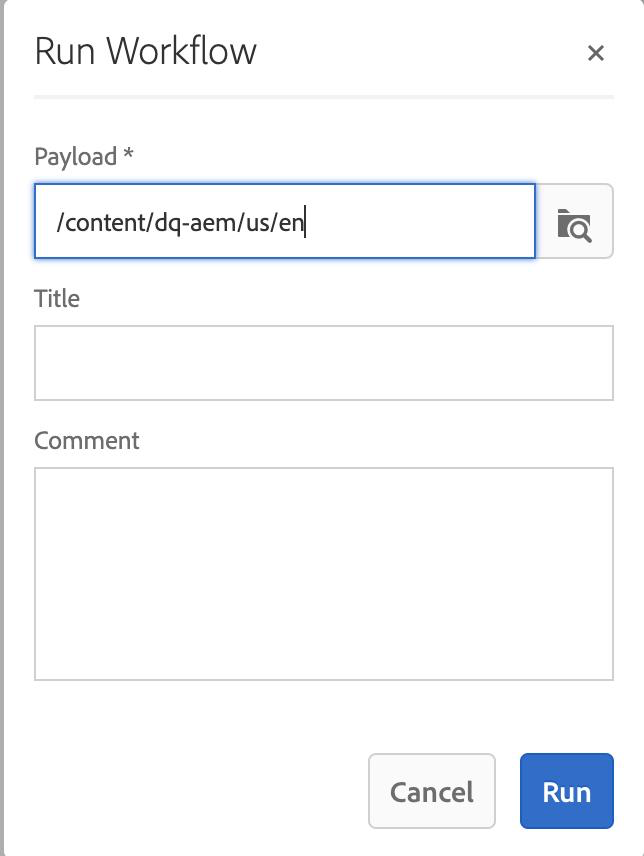 Run Workflow
Payload *
/content/dq-aem/us/en
Title
Comment
Cancel
Run